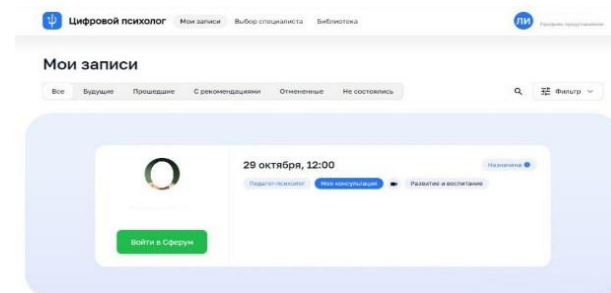 Цифровой психолог Мои записи Выбор специалиста Библиотека ЛИ
Мои записи
Все Будущие Прошедшие С рекомендациями Отмененные Не состоялись Фильтр
29 октября, 12:00 Назначена
Педагог-психолог Моя консультация Развитие и воспитание
Войти в Сферум